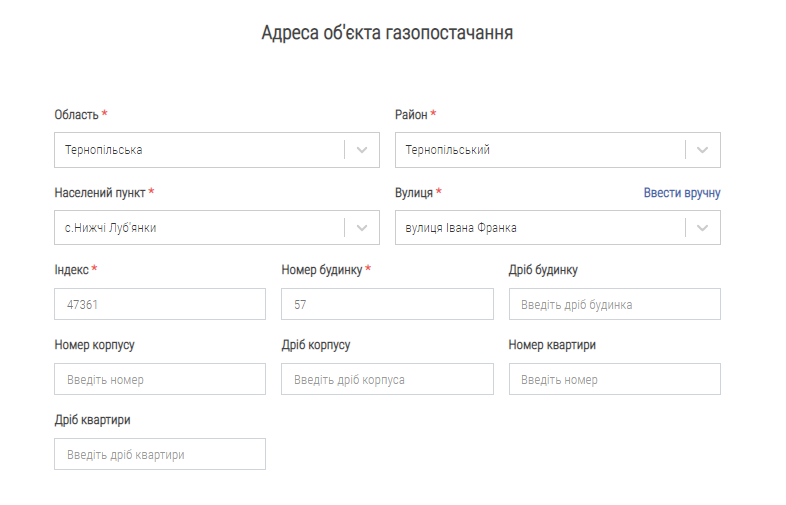 Адреса об'єкта газопостачання
Область *
Район *
Тернопільська
Тернопільський
Населений пункт *
Вулиця *
Ввести вручну
с.Нижчі Луб'янки
вулиця Івана Франка
Індекс *
Номер будинку *
Дріб будинку
47361
57
Введіть дріб будинка
Номер корпусу
Дріб корпусу
Номер квартири
Введіть номер
Введіть дріб корпуса
Введіть номер
Дріб квартири
Введіть дріб квартири